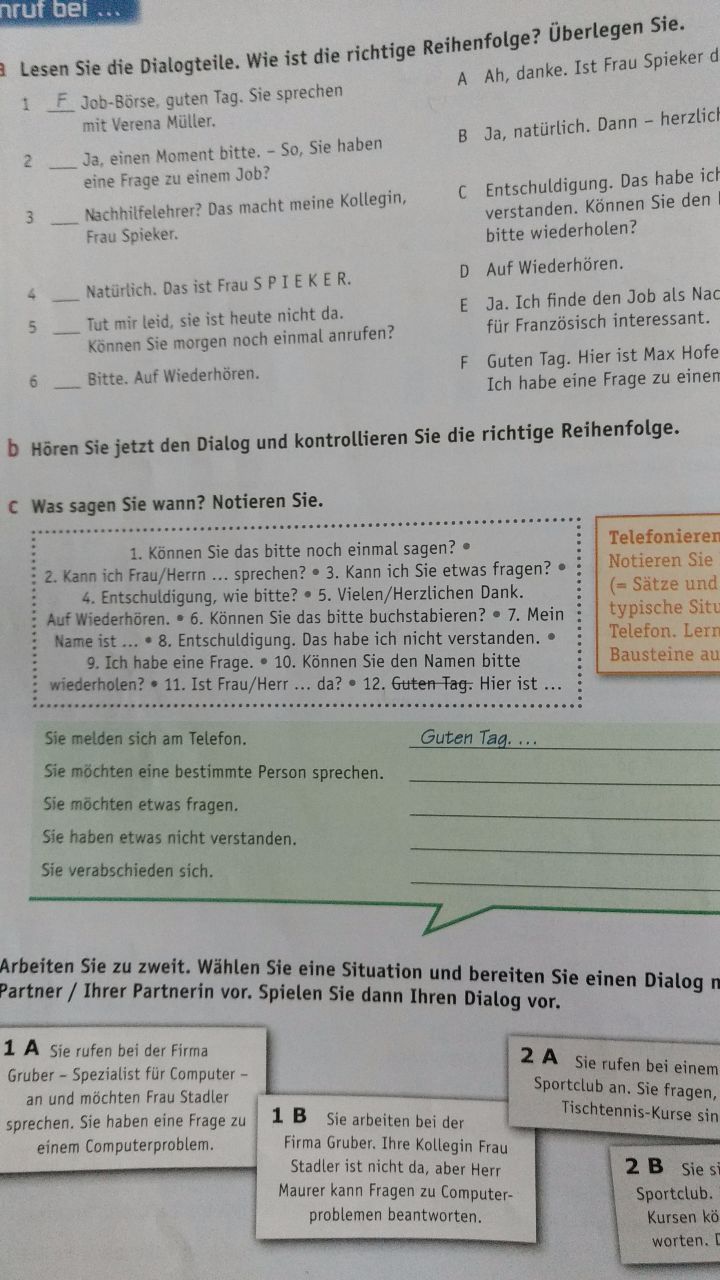 nruf bei ...
a Lesen Sie die Dialogteile. Wie ist die richtige Reihenfolge? Überlegen Sie.
1 F Job-Börse, guten Tag. Sie sprechen
mit Verena Müller.
2 ___ Ja, einen Moment bitte. – So, Sie haben
eine Frage zu einem Job?
3 ___ Nachhilfelehrer? Das macht meine Kollegin,
Frau Spieker.
4 ___ Natürlich. Das ist Frau S P I E K E R.
5 ___ Tut mir leid, sie ist heute nicht da.
Können Sie morgen noch einmal anrufen?
6 ___ Bitte. Auf Wiederhören.
A Ah, danke. Ist Frau Spieker d
B Ja, natürlich. Dann – herzlich
C Entschuldigung. Das habe ich
verstanden. Können Sie den
bitte wiederholen?
D Auf Wiederhören.
E Ja. Ich finde den Job als Nac
für Französisch interessant.
F Guten Tag. Hier ist Max Hofe
Ich habe eine Frage zu einem
b Hören Sie jetzt den Dialog und kontrollieren Sie die richtige Reihenfolge.
c Was sagen Sie wann? Notieren Sie.
1. Können Sie das bitte noch einmal sagen? •
2. Kann ich Frau/Herrn ... sprechen? • 3. Kann ich Sie etwas fragen? •
4. Entschuldigung, wie bitte? • 5. Vielen/Herzlichen Dank.
Auf Wiederhören. • 6. Können Sie das bitte buchstabieren? • 7. Mein
Name ist ... • 8. Entschuldigung. Das habe ich nicht verstanden. •
9. Ich habe eine Frage. • 10. Können Sie den Namen bitte
wiederholen? • 11. Ist Frau/Herr ... da? • 12. Guten Tag. Hier ist ...
Telefonieren
Notieren Sie
(= Sätze und
typische Situ
Telefon. Lern
Bausteine au
Sie melden sich am Telefon. Guten Tag. ...
Sie möchten eine bestimmte Person sprechen.
Sie möchten etwas fragen.
Sie haben etwas nicht verstanden.
Sie verabschieden sich.
Arbeiten Sie zu zweit. Wählen Sie eine Situation und bereiten Sie einen Dialog m
Partner / Ihrer Partnerin vor. Spielen Sie dann Ihren Dialog vor.
1 A Sie rufen bei der Firma
Gruber – Spezialist für Computer –
an und möchten Frau Stadler
sprechen. Sie haben eine Frage zu
einem Computerproblem.
1 B Sie arbeiten bei der
Firma Gruber. Ihre Kollegin Frau
Stadler ist nicht da, aber Herr
Maurer kann Fragen zu Computer-
problemen beantworten.
2 A Sie rufen bei einem
Sportclub an. Sie fragen,
Tischtennis-Kurse sin
2 B Sie si
Sportclub.
Kursen kö
worten. D